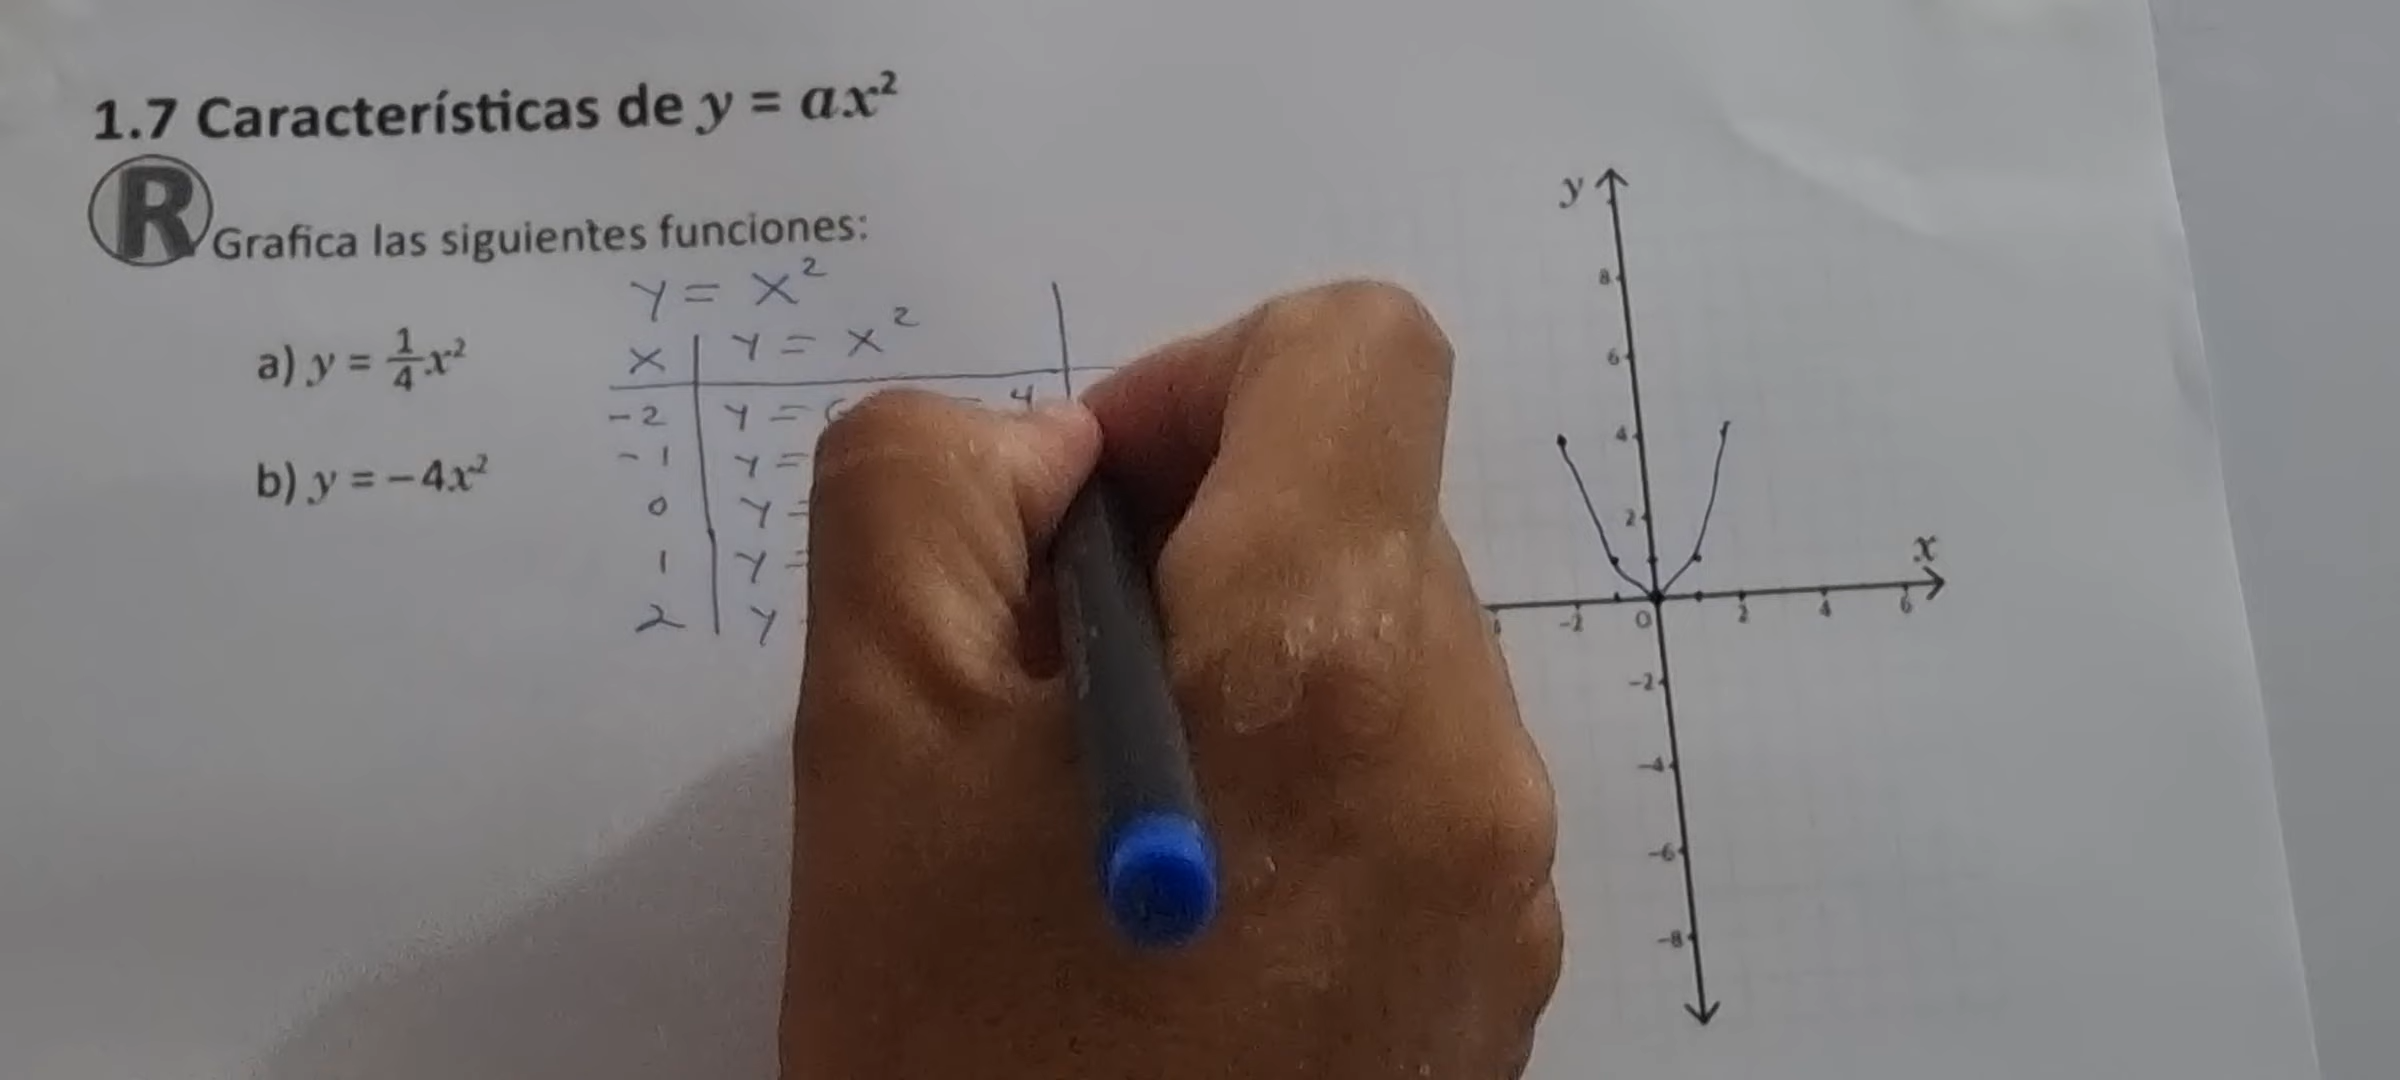 1.7 Características de y = ax²
R Grafica las siguientes funciones:
y = x²
a) y = 1/4 x²
b) y = −4x²
x | y = x²
-2 | y = = 4
-1 | y =
0 | y =
1 | y =
2 | y
y
8
6
4
2
x
-2 0 2 4 6
-2
-4
-6
-8